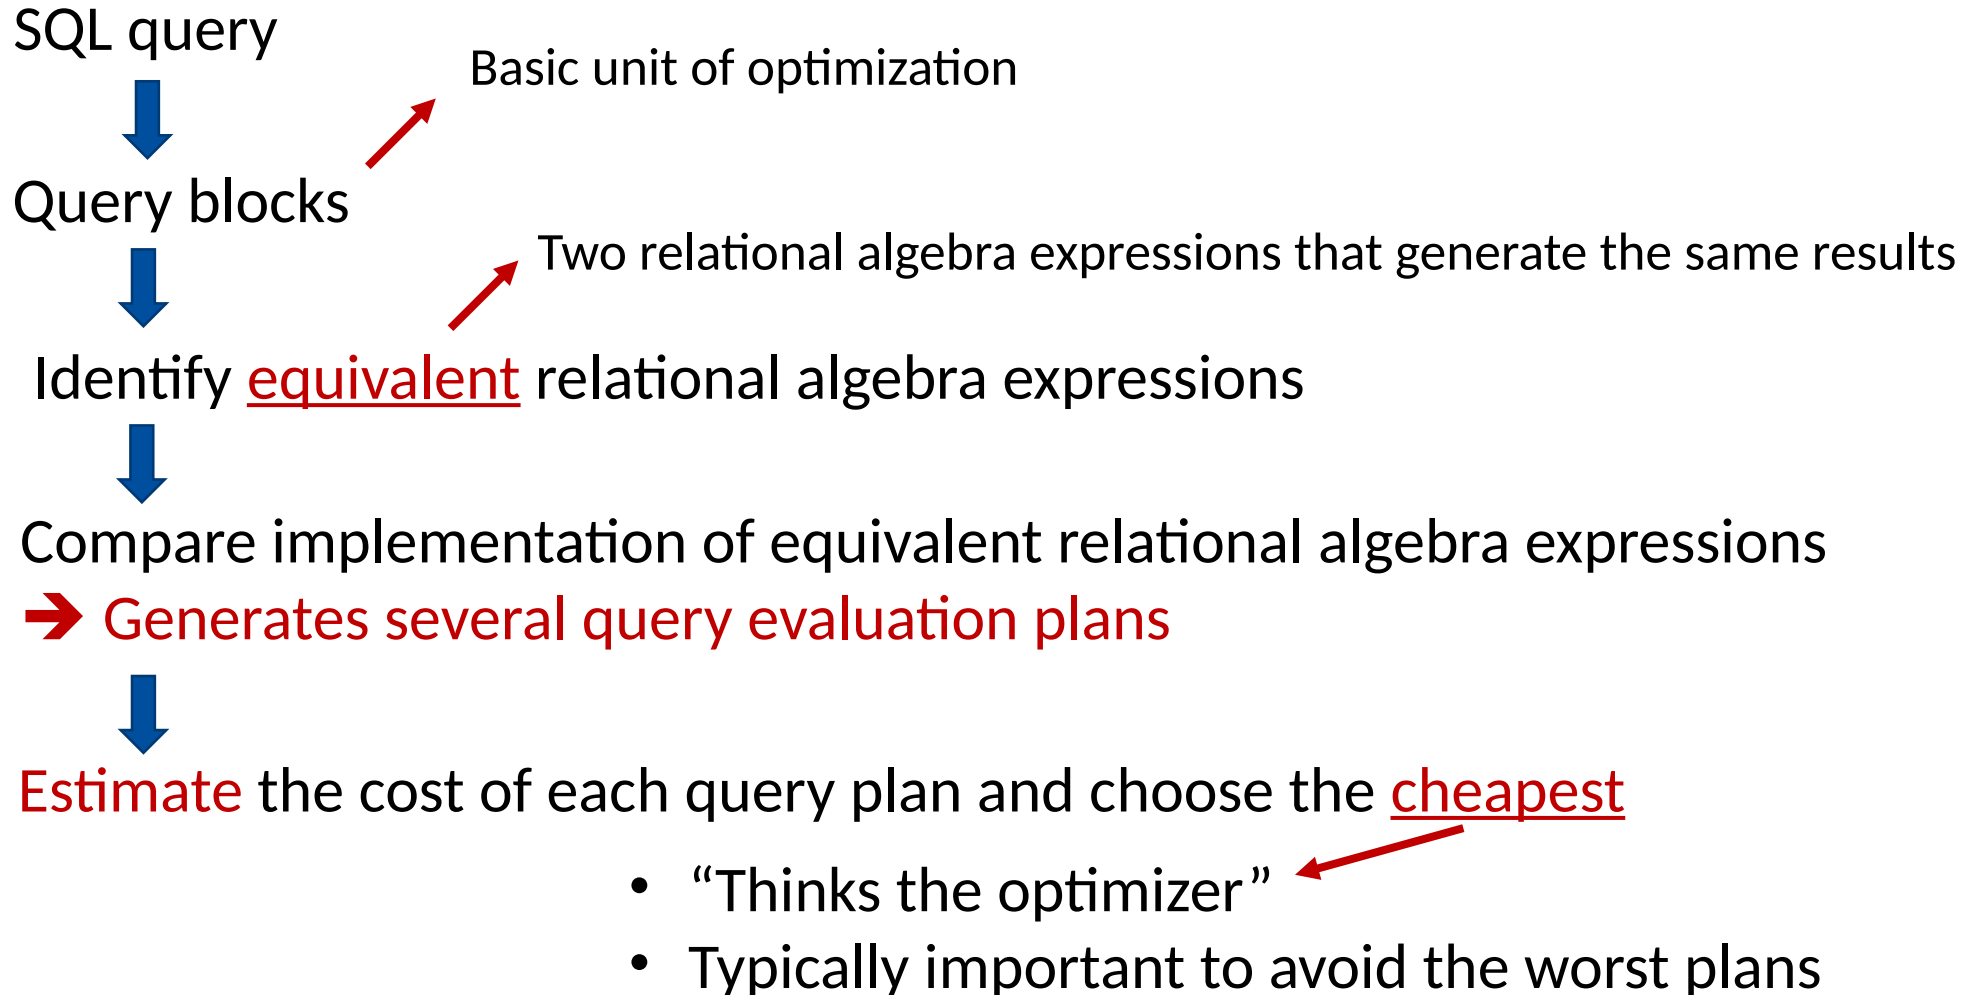 SQL query
Basic unit of optimization
Query blocks
Two relational algebra expressions that generate the same results
Identify equivalent relational algebra expressions
Compare implementation of equivalent relational algebra expressions
➔ Generates several query evaluation plans
Estimate the cost of each query plan and choose the cheapest
• “Thinks the optimizer”
• Typically important to avoid the worst plans